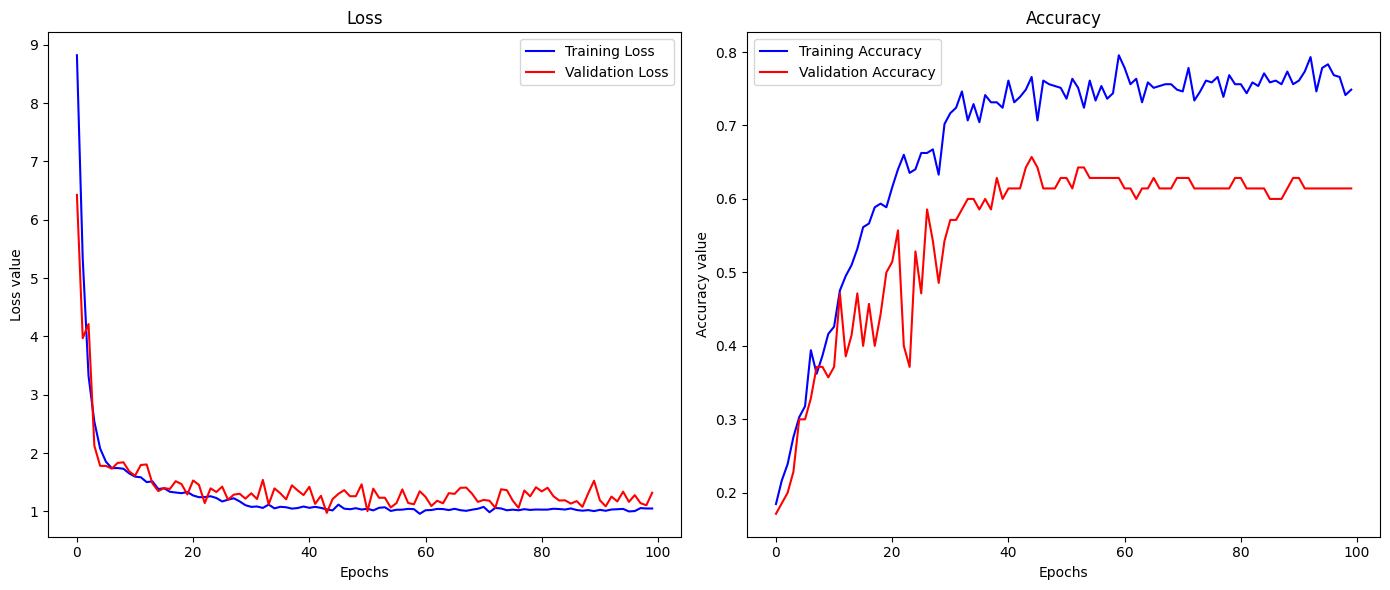 Loss
Training Loss
Validation Loss
9
8
7
6
5
4
3
2
1
Loss value
0
20
40
60
80
100
Epochs
Accuracy
Training Accuracy
Validation Accuracy
0.8
0.7
0.6
0.5
0.4
0.3
0.2
Accuracy value
0
20
40
60
80
100
Epochs